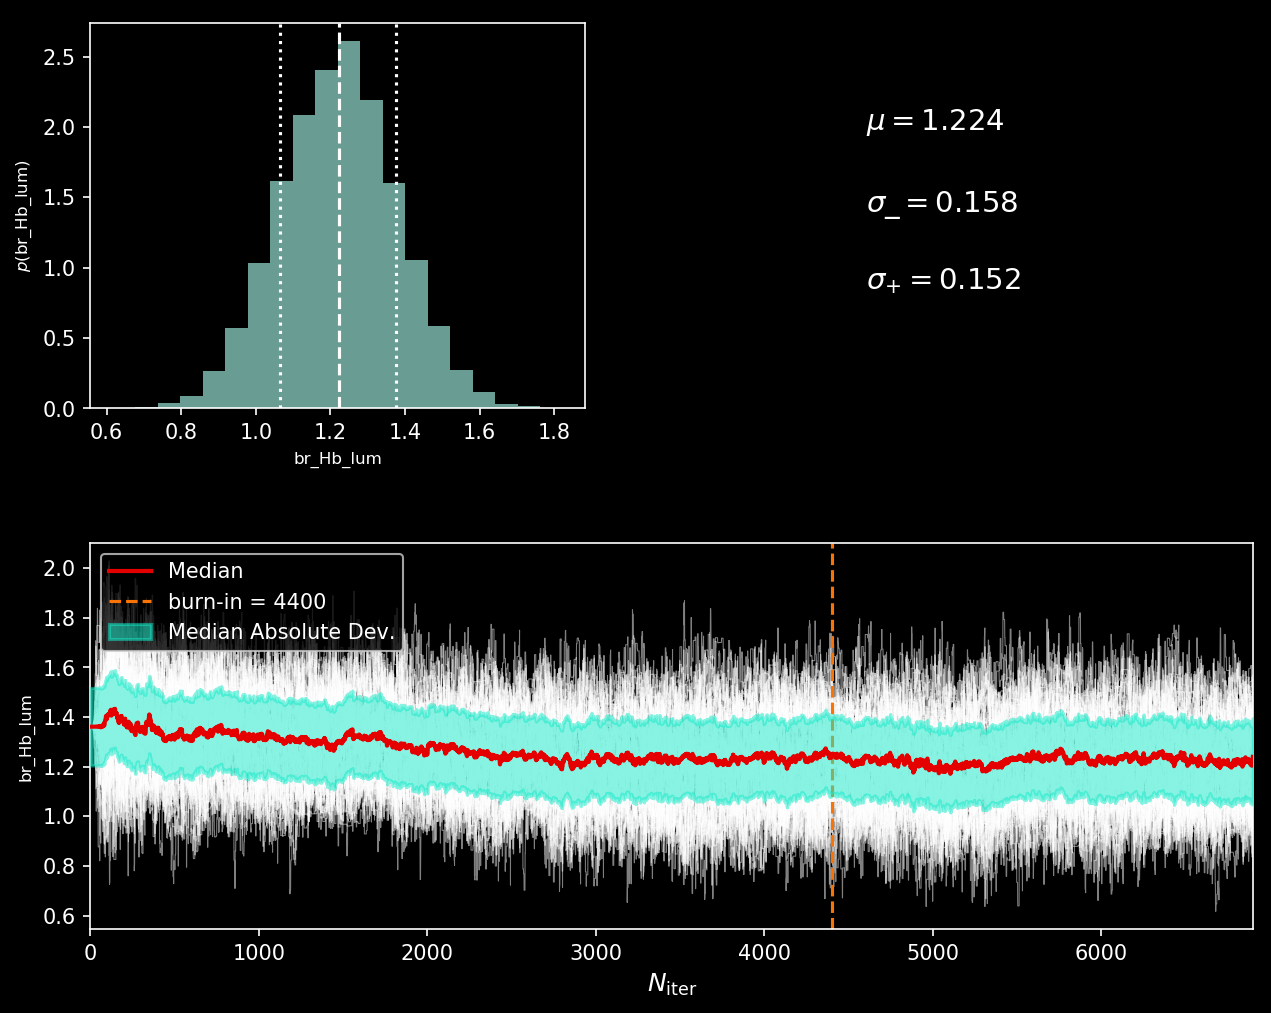 2.5
2.0
1.5
1.0
0.5
0.0
p(br_Hb_lum)
0.6 0.8 1.0 1.2 1.4 1.6 1.8
br_Hb_lum
μ = 1.224
σ₋ = 0.158
σ₊ = 0.152
2.0
1.8
1.6
1.4
1.2
1.0
0.8
0.6
br_Hb_lum
Median
burn-in = 4400
Median Absolute Dev.
0 1000 2000 3000 4000 5000 6000
N_iter